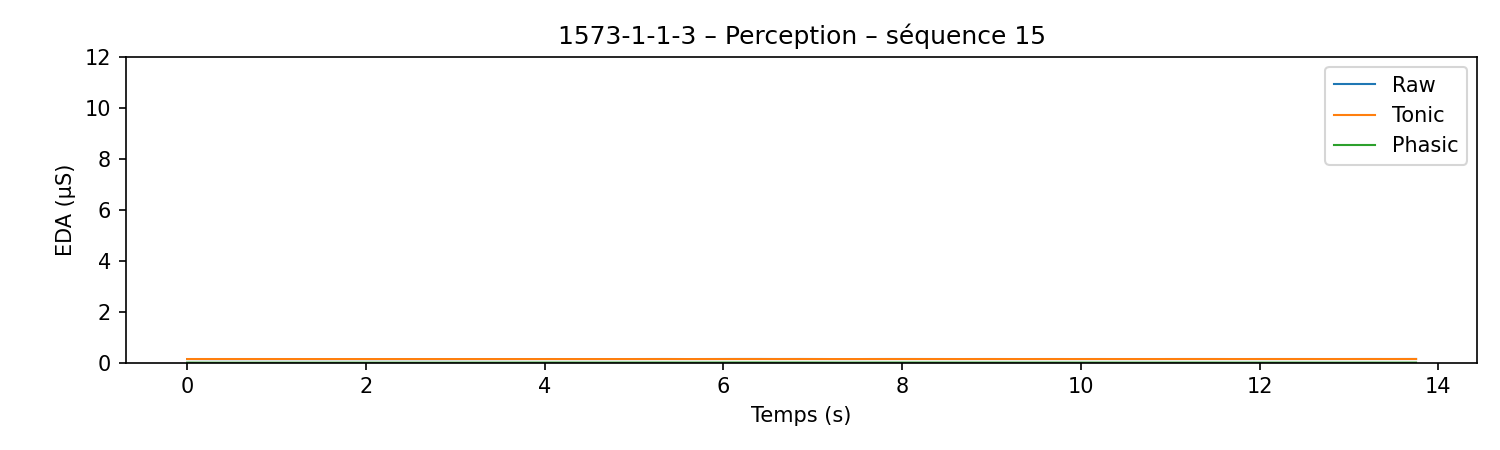 1573-1-1-3 – Perception – séquence 15
12
10
8
6
4
2
0
EDA (µS)
Raw
Tonic
Phasic
0 2 4 6 8 10 12 14
Temps (s)